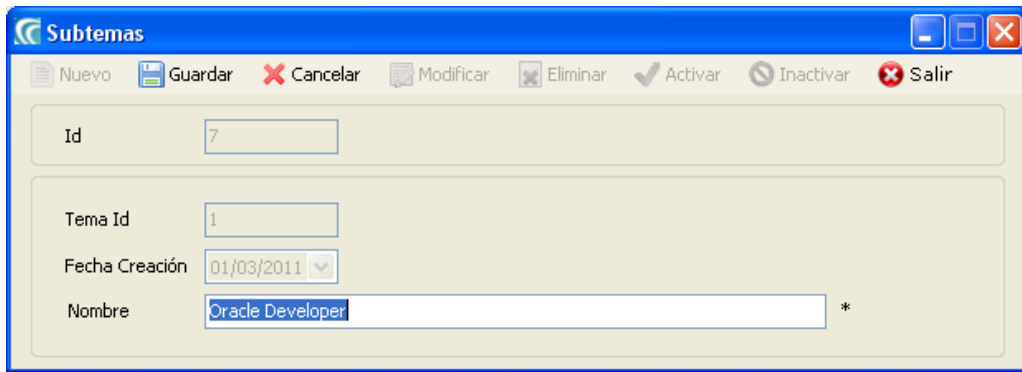 Subtemas
Nuevo Guardar Cancelar Modificar Eliminar Activar Inactivar Salir
Id 7
Tema Id 1
Fecha Creación 01/03/2011
Nombre Oracle Developer *